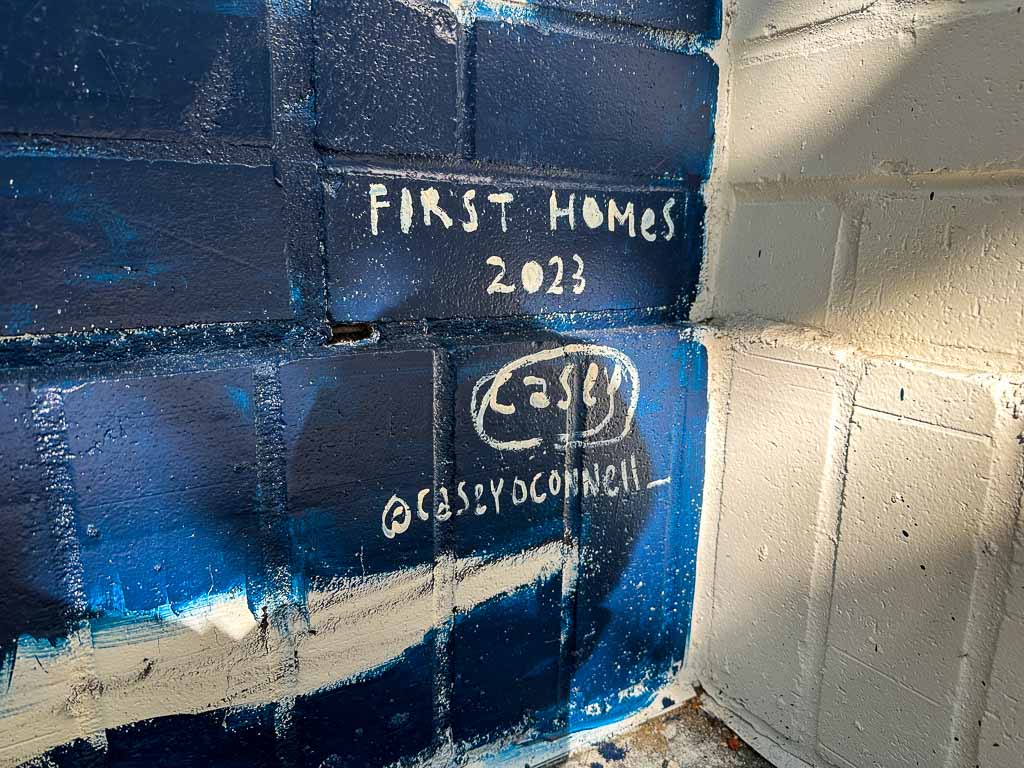 FIRST HOMeS
2023
casey
@caseyoconnell_